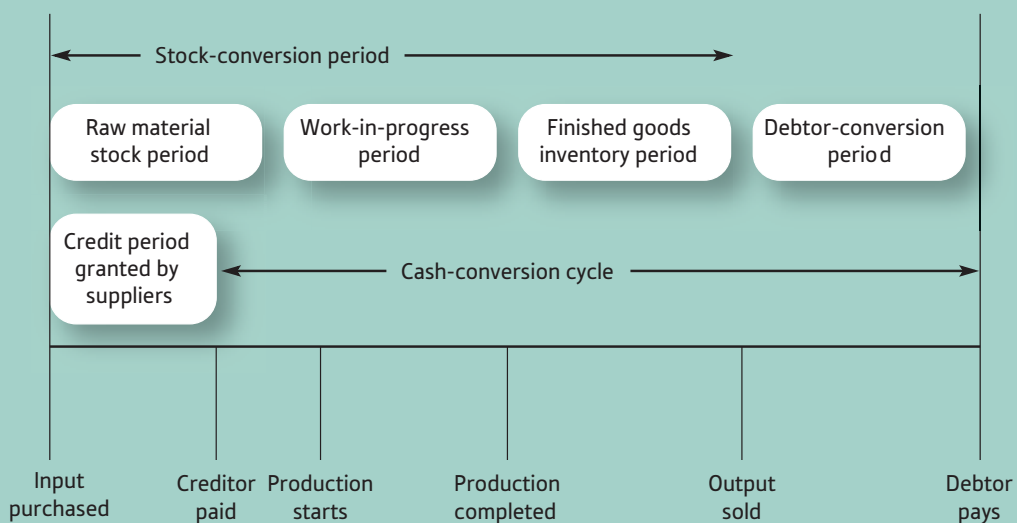 Stock-conversion period
Raw material
stock period
Work-in-progress
period
Finished goods
inventory period
Debtor-conversion
period
Credit period
granted by
suppliers
Cash-conversion cycle
Input
purchased
Creditor
paid
Production
starts
Production
completed
Output
sold
Debtor
pays